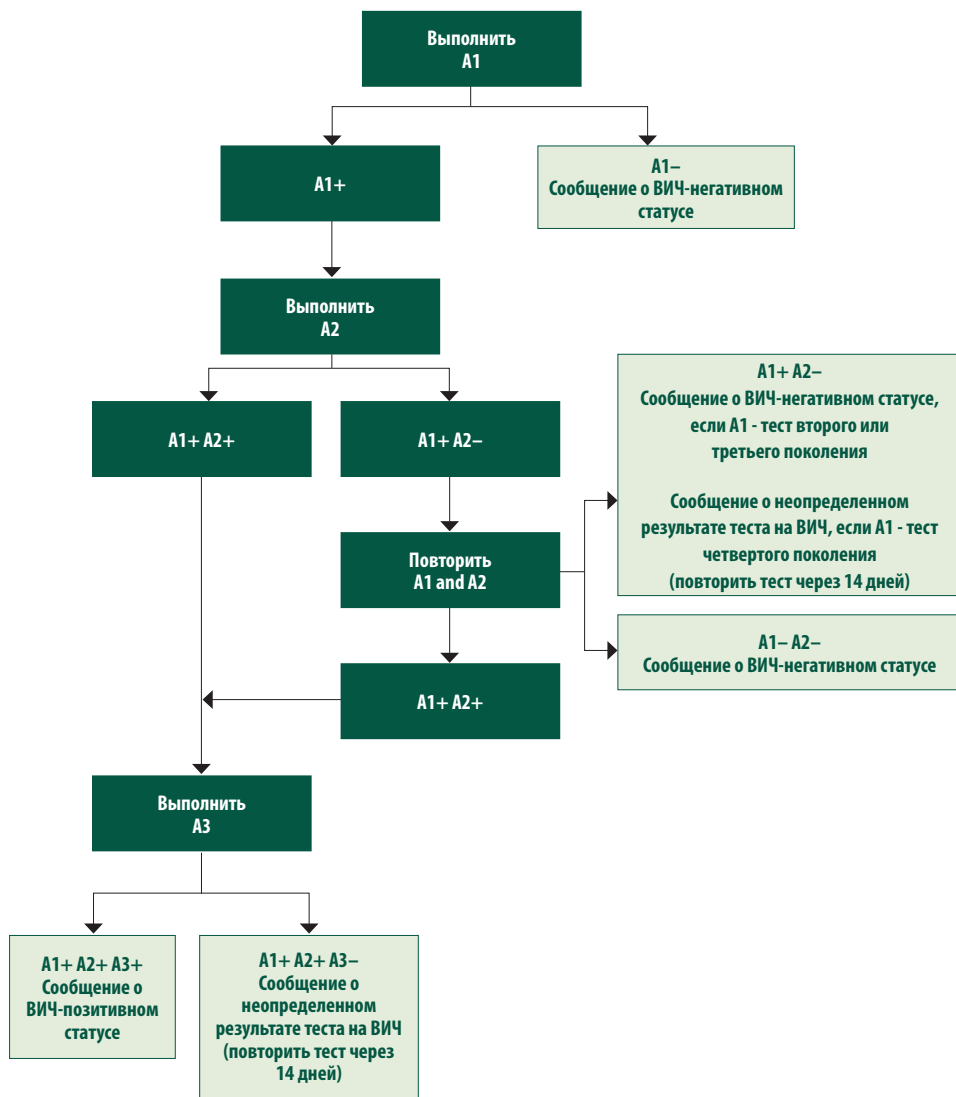 Выполнить
A1
A1+
A1–
Сообщение о ВИЧ-негативном
статусе
Выполнить
A2
A1+ A2+
A1+ A2–
A1+ A2–
Сообщение о ВИЧ-негативном статусе,
если A1 - тест второго или
третьего поколения
Сообщение о неопределенном
результате теста на ВИЧ, если A1 - тест
четвертого поколения
(повторить тест через 14 дней)
Повторить
A1 and A2
A1– A2–
Сообщение о ВИЧ-негативном статусе
A1+ A2+
Выполнить
A3
A1+ A2+ A3+
Сообщение о
ВИЧ-позитивном
статусе
A1+ A2+ A3–
Сообщение о
неопределенном
результате теста на ВИЧ
(повторить тест через
14 дней)